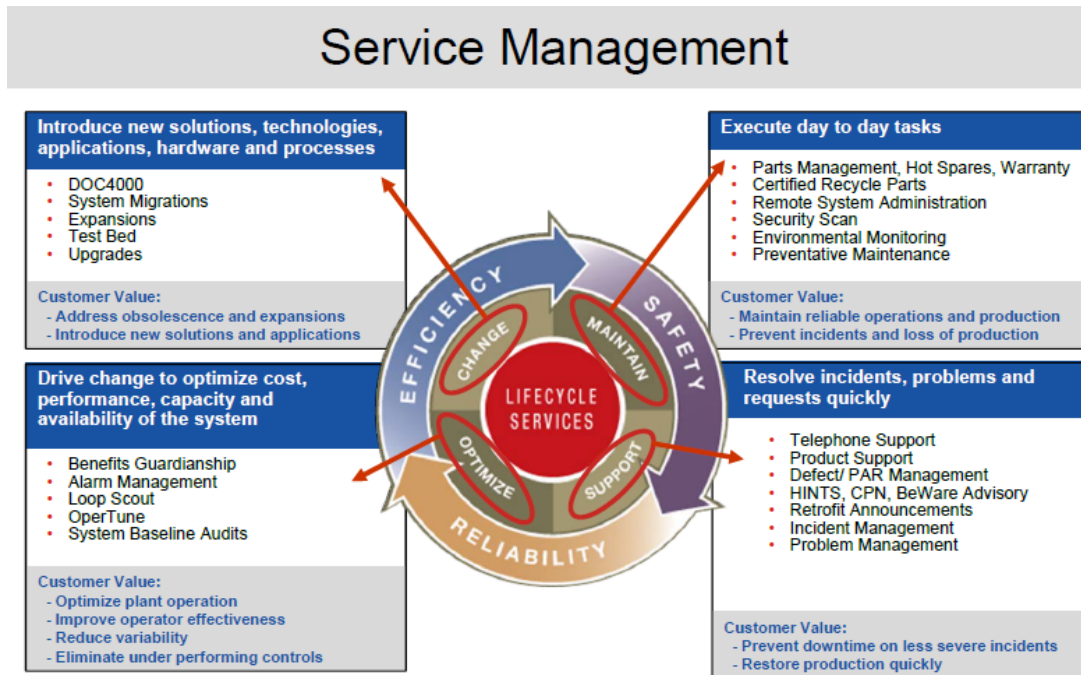 Service Management
Introduce new solutions, technologies,
applications, hardware and processes
• DOC4000
• System Migrations
• Expansions
• Test Bed
• Upgrades
Customer Value:
- Address obsolescence and expansions
- Introduce new solutions and applications
Execute day to day tasks
• Parts Management, Hot Spares, Warranty
• Certified Recycle Parts
• Remote System Administration
• Security Scan
• Environmental Monitoring
• Preventative Maintenance
Customer Value:
- Maintain reliable operations and production
- Prevent incidents and loss of production
EFFICIENCY
SAFETY
RELIABILITY
CHANGE
MAINTAIN
OPTIMIZE
SUPPORT
LIFECYCLE
SERVICES
Drive change to optimize cost,
performance, capacity and
availability of the system
• Benefits Guardianship
• Alarm Management
• Loop Scout
• OperTune
• System Baseline Audits
Customer Value:
- Optimize plant operation
- Improve operator effectiveness
- Reduce variability
- Eliminate under performing controls
Resolve incidents, problems and
requests quickly
• Telephone Support
• Product Support
• Defect/ PAR Management
• HINTS, CPN, BeWare Advisory
• Retrofit Announcements
• Incident Management
• Problem Management
Customer Value:
- Prevent downtime on less severe incidents
- Restore production quickly